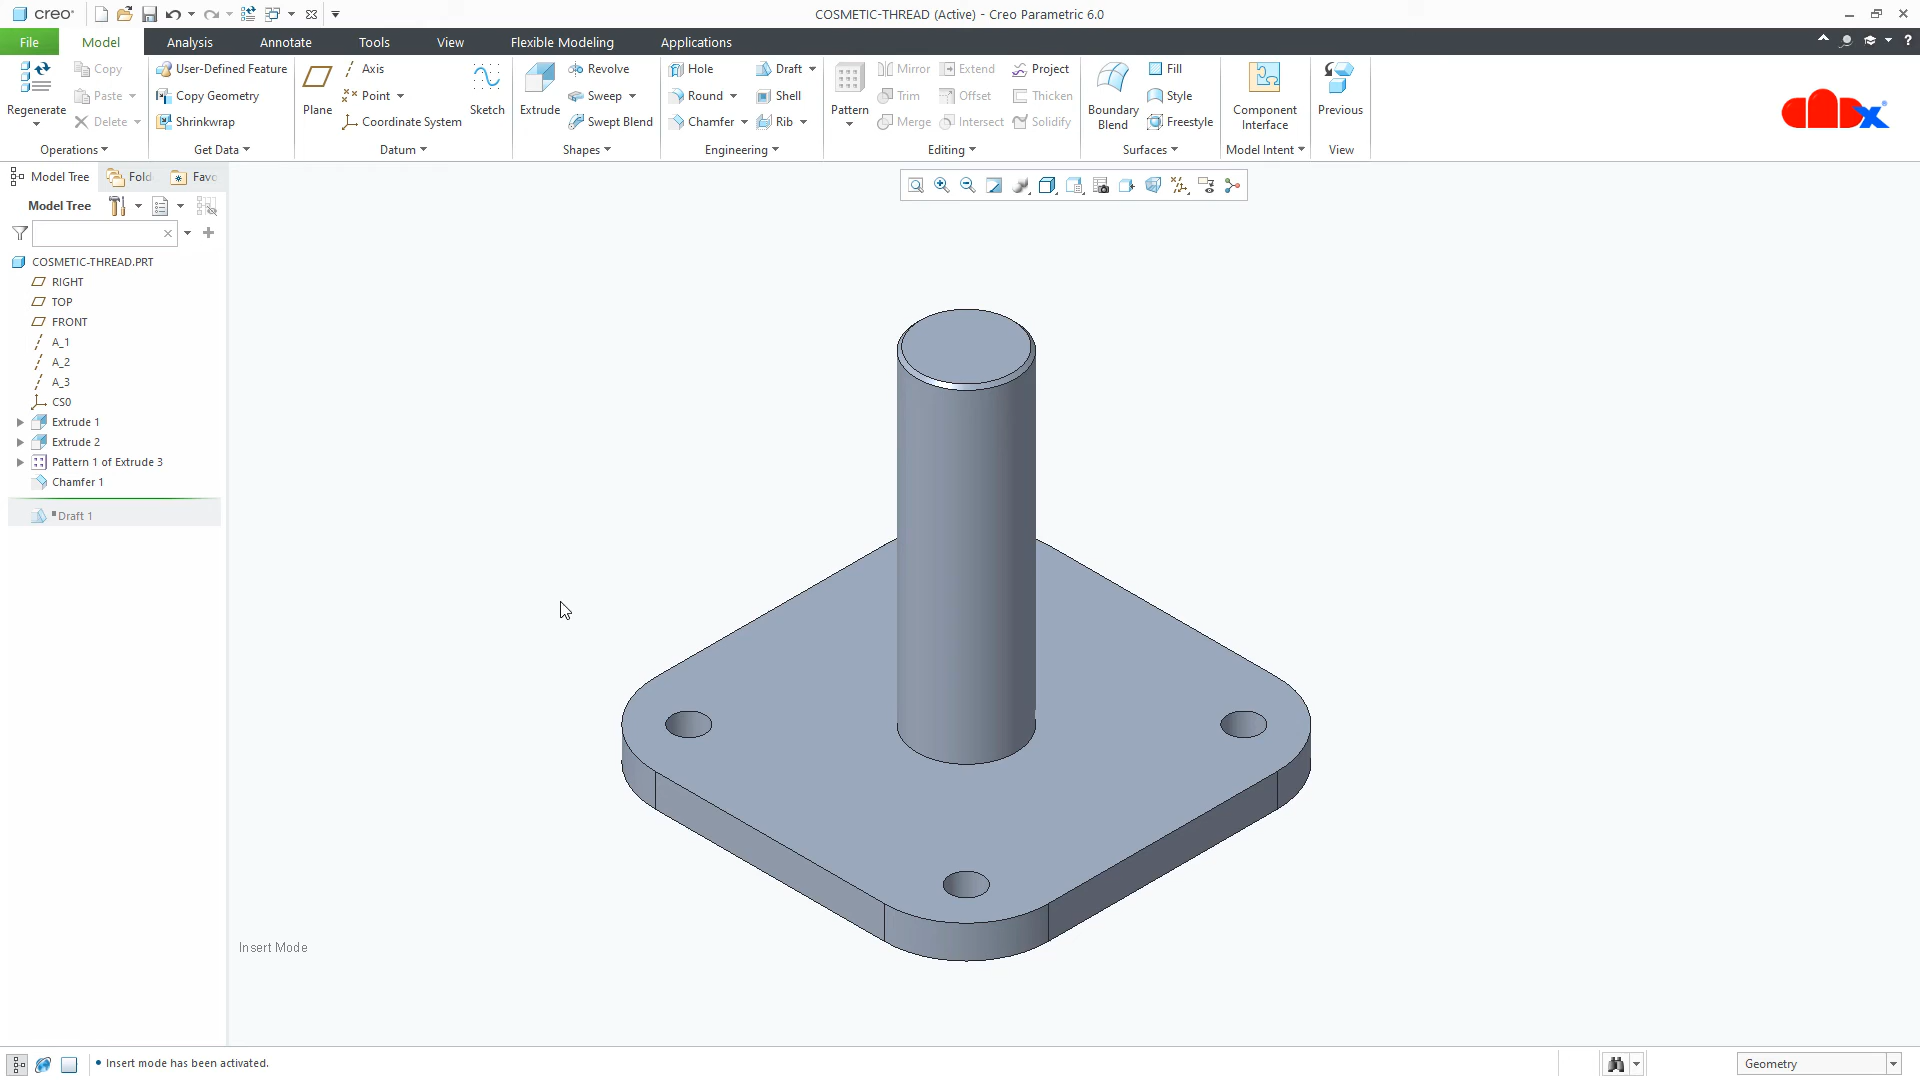 creo
COSMETIC-THREAD (Active) - Creo Parametric 6.0
File
Model
Analysis
Annotate
Tools
View
Flexible Modeling
Applications
Regenerate
Copy
Paste
Delete
Operations
User-Defined Feature
Copy Geometry
Shrinkwrap
Get Data
Plane
Axis
Point
Coordinate System
Sketch
Datum
Extrude
Revolve
Sweep
Swept Blend
Shapes
Hole
Round
Chamfer
Draft
Shell
Rib
Engineering
Pattern
Mirror
Trim
Merge
Extend
Offset
Intersect
Project
Thicken
Solidify
Editing
Boundary
Blend
Fill
Style
Freestyle
Surfaces
Component
Interface
Model Intent
Previous
View
Model Tree
Fold
Favo
Model Tree
COSMETIC-THREAD.PRT
RIGHT
TOP
FRONT
A_1
A_2
A_3
CS0
Extrude 1
Extrude 2
Pattern 1 of Extrude 3
Chamfer 1
Draft 1
Insert Mode
Insert mode has been activated.
Geometry